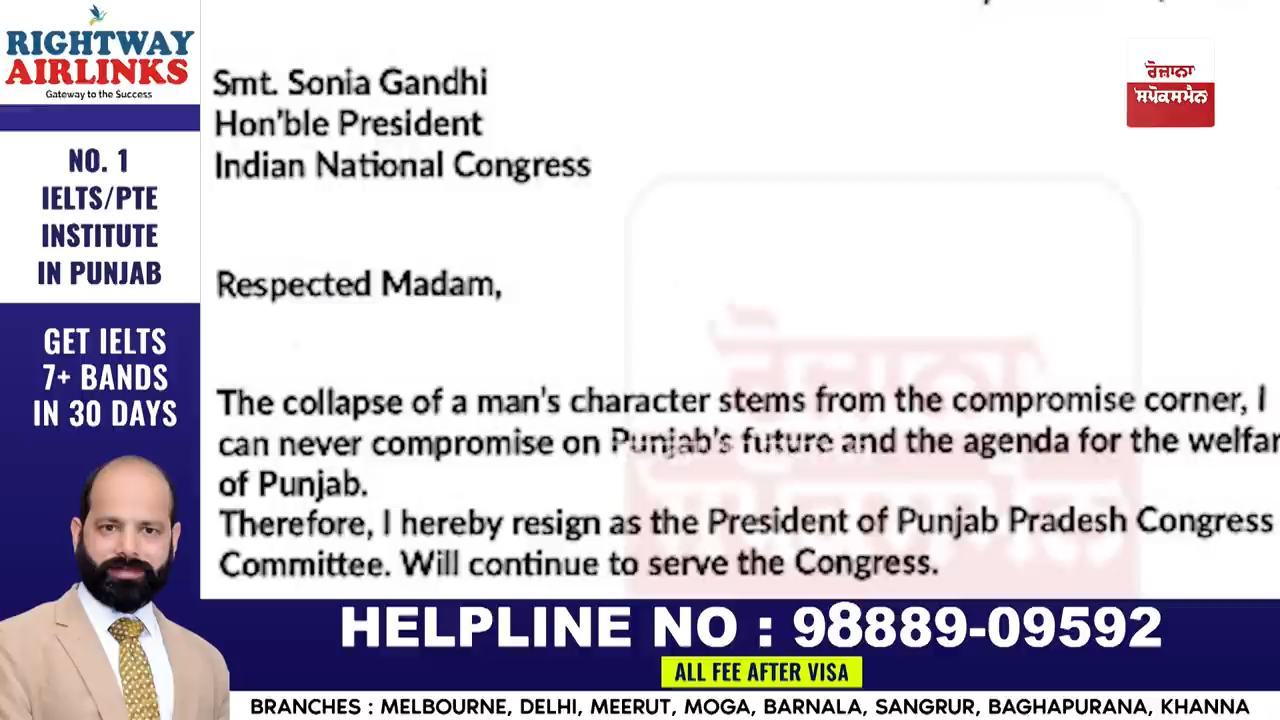 RIGHTWAY
AIRLINKS
Gateway to the Success
NO. 1
IELTS/PTE
INSTITUTE
IN PUNJAB
GET IELTS
7+ BANDS
IN 30 DAYS
Smt. Sonia Gandhi
Hon'ble President
Indian National Congress
Respected Madam,
The collapse of a man's character stems from the compromise corner, I
can never compromise on Punjab's future and the agenda for the welfar
of Punjab.
Therefore, I hereby resign as the President of Punjab Pradesh Congress
Committee. Will continue to serve the Congress.
ਰੋਜ਼ਾਨਾ
ਸਪੋਕਸਮੈਨ
HELPLINE NO : 98889-09592
ALL FEE AFTER VISA
BRANCHES : MELBOURNE, DELHI, MEERUT, MOGA, BARNALA, SANGRUR, BAGHAPURANA, KHANNA